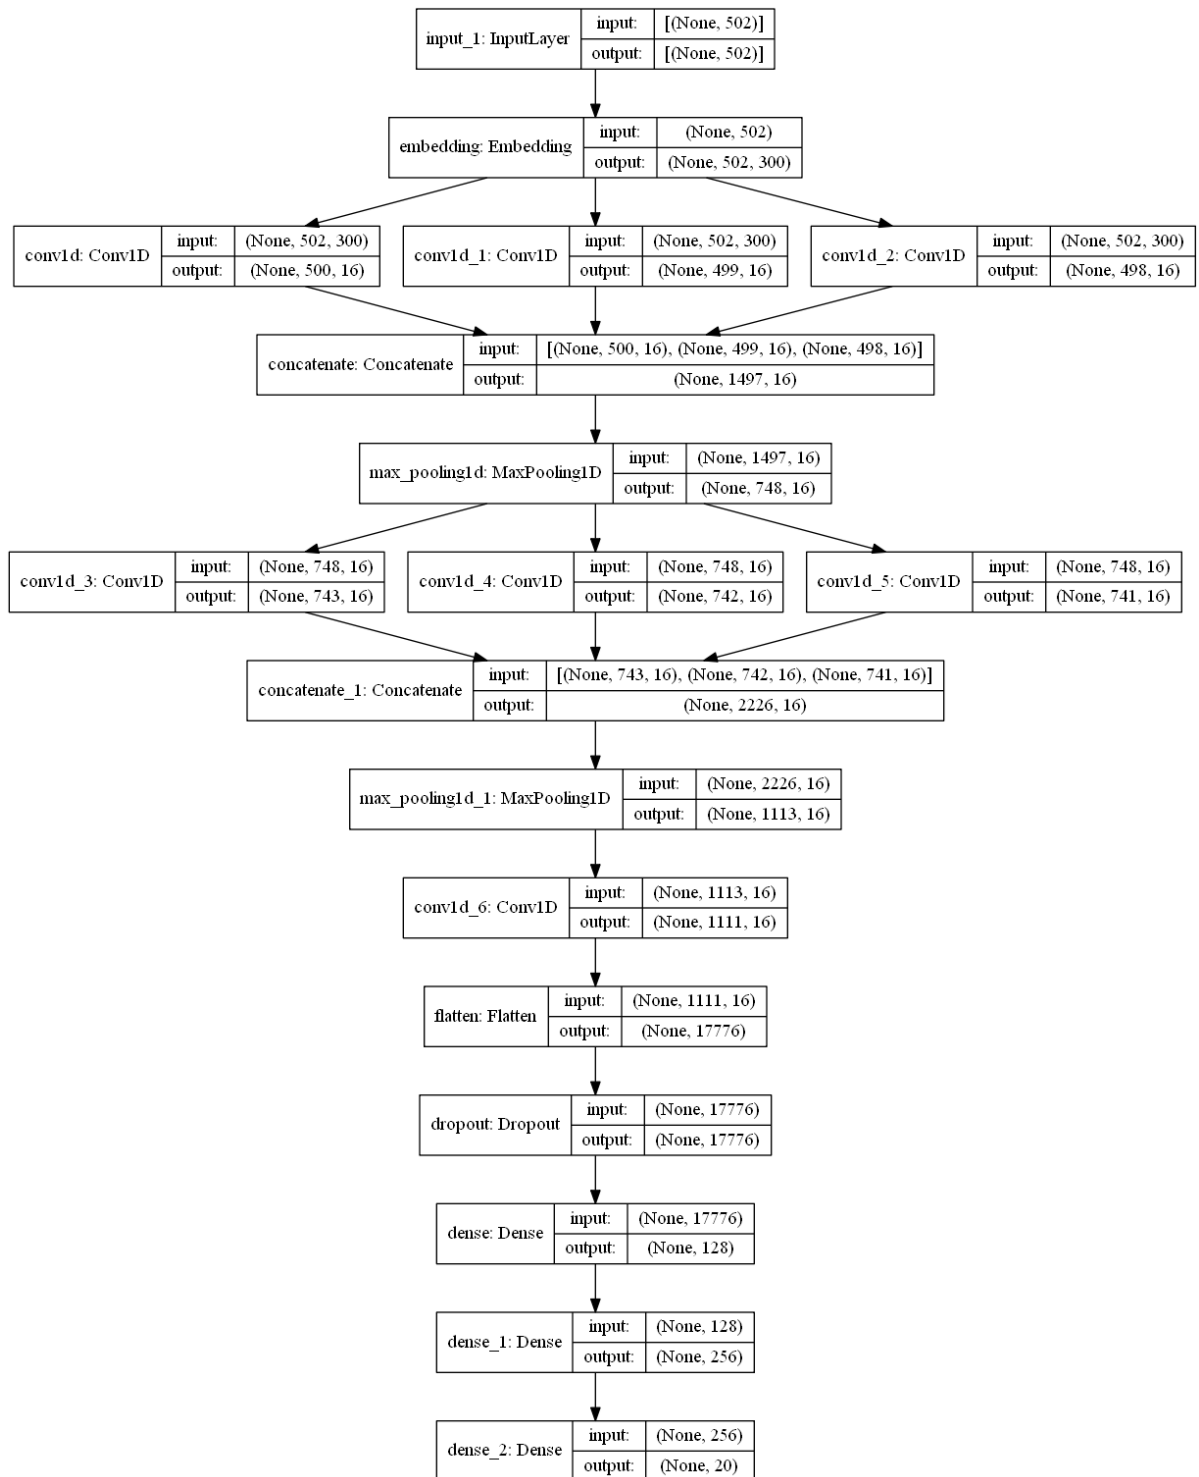 input_1: InputLayer
input: [(None, 502)]
output: [(None, 502)]
embedding: Embedding
input: (None, 502)
output: (None, 502, 300)
conv1d: Conv1D
input: (None, 502, 300)
output: (None, 500, 16)
conv1d_1: Conv1D
input: (None, 502, 300)
output: (None, 499, 16)
conv1d_2: Conv1D
input: (None, 502, 300)
output: (None, 498, 16)
concatenate: Concatenate
input: [(None, 500, 16), (None, 499, 16), (None, 498, 16)]
output: (None, 1497, 16)
max_pooling1d: MaxPooling1D
input: (None, 1497, 16)
output: (None, 748, 16)
conv1d_3: Conv1D
input: (None, 748, 16)
output: (None, 743, 16)
conv1d_4: Conv1D
input: (None, 748, 16)
output: (None, 742, 16)
conv1d_5: Conv1D
input: (None, 748, 16)
output: (None, 741, 16)
concatenate_1: Concatenate
input: [(None, 743, 16), (None, 742, 16), (None, 741, 16)]
output: (None, 2226, 16)
max_pooling1d_1: MaxPooling1D
input: (None, 2226, 16)
output: (None, 1113, 16)
conv1d_6: Conv1D
input: (None, 1113, 16)
output: (None, 1111, 16)
flatten: Flatten
input: (None, 1111, 16)
output: (None, 17776)
dropout: Dropout
input: (None, 17776)
output: (None, 17776)
dense: Dense
input: (None, 17776)
output: (None, 128)
dense_1: Dense
input: (None, 128)
output: (None, 256)
dense_2: Dense
input: (None, 256)
output: (None, 20)